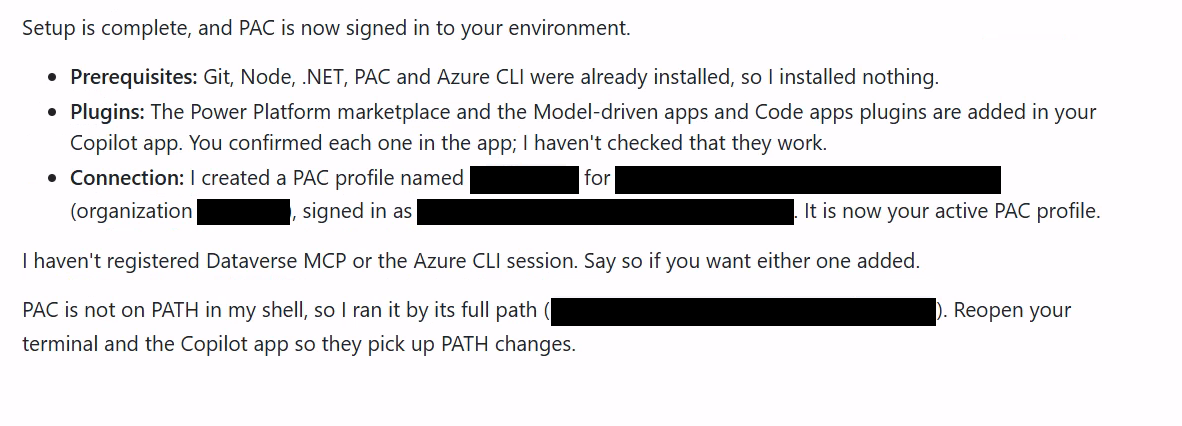 Setup is complete, and PAC is now signed in to your environment.
• Prerequisites: Git, Node, .NET, PAC and Azure CLI were already installed, so I installed nothing.
• Plugins: The Power Platform marketplace and the Model-driven apps and Code apps plugins are added in your
Copilot app. You confirmed each one in the app; I haven't checked that they work.
• Connection: I created a PAC profile named for
(organization ), signed in as . It is now your active PAC profile.
I haven't registered Dataverse MCP or the Azure CLI session. Say so if you want either one added.
PAC is not on PATH in my shell, so I ran it by its full path ( ). Reopen your
terminal and the Copilot app so they pick up PATH changes.